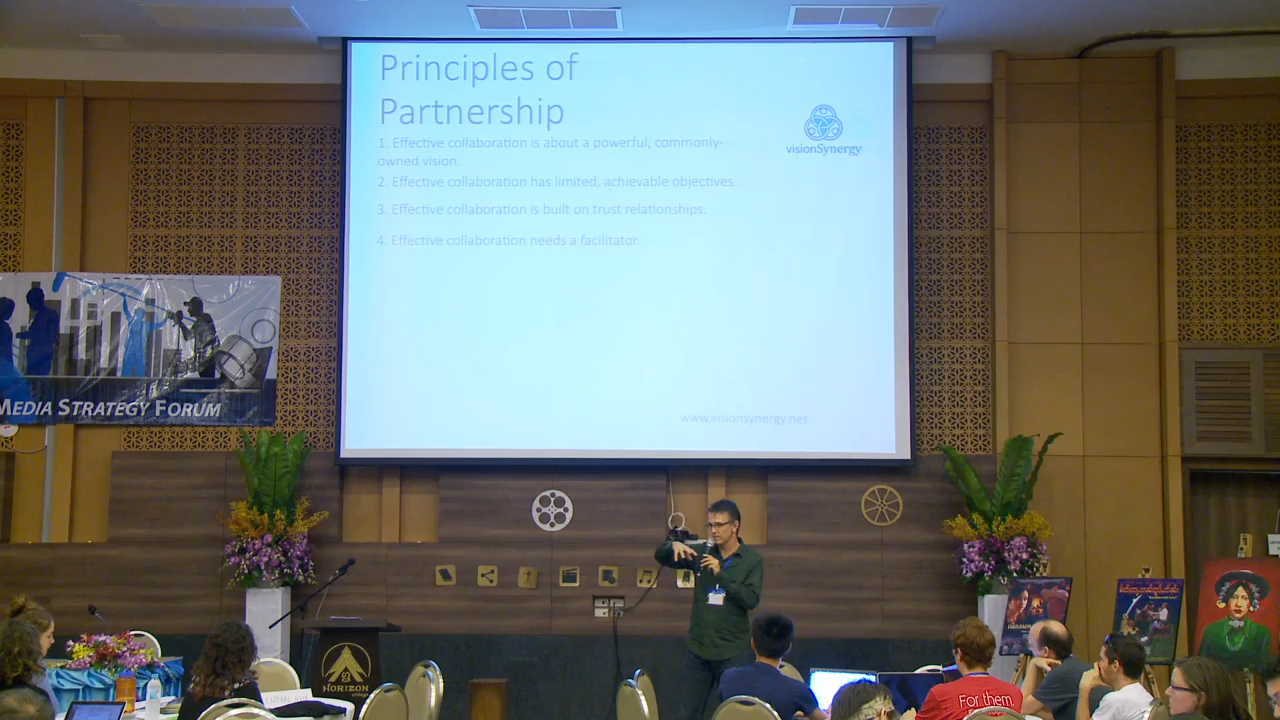 Principles of
Partnership
visionSynergy
1. Effective collaboration is about a powerful, commonly-
owned vision.
2. Effective collaboration has limited, achievable objectives.
3. Effective collaboration is built on trust relationships.
4. Effective collaboration needs a facilitator.
www.visionsynergy.net
MEDIA STRATEGY FORUM
HORIZON
Village
For them.